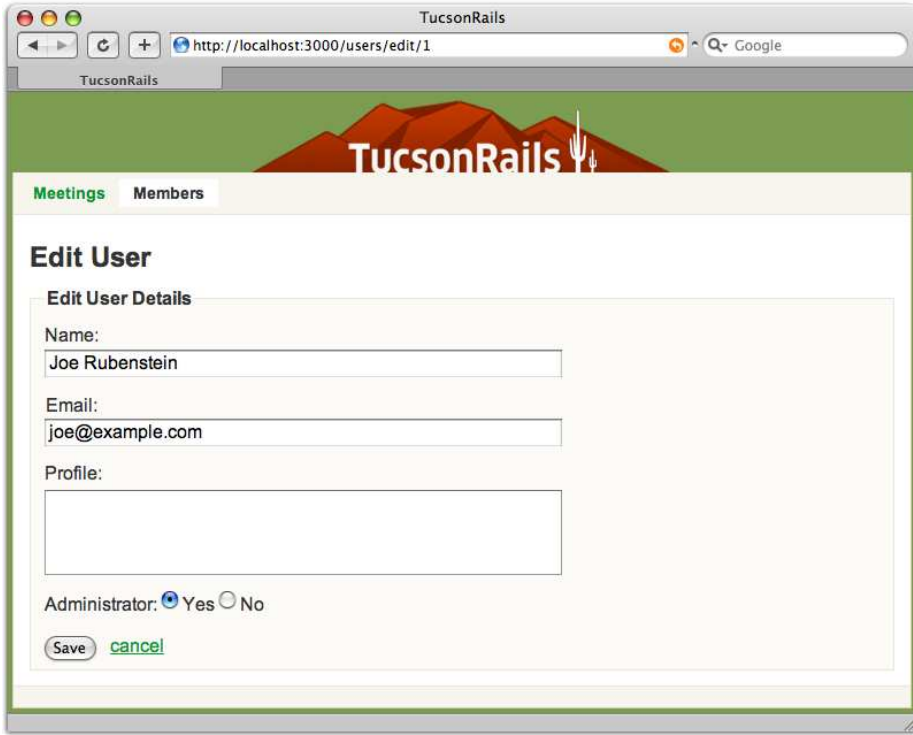 TucsonRails
http://localhost:3000/users/edit/1
Q Google
TucsonRails
TucsonRails
Meetings Members
Edit User
Edit User Details
Name:
Joe Rubenstein
Email:
joe@example.com
Profile:
Administrator: Yes No
Save cancel